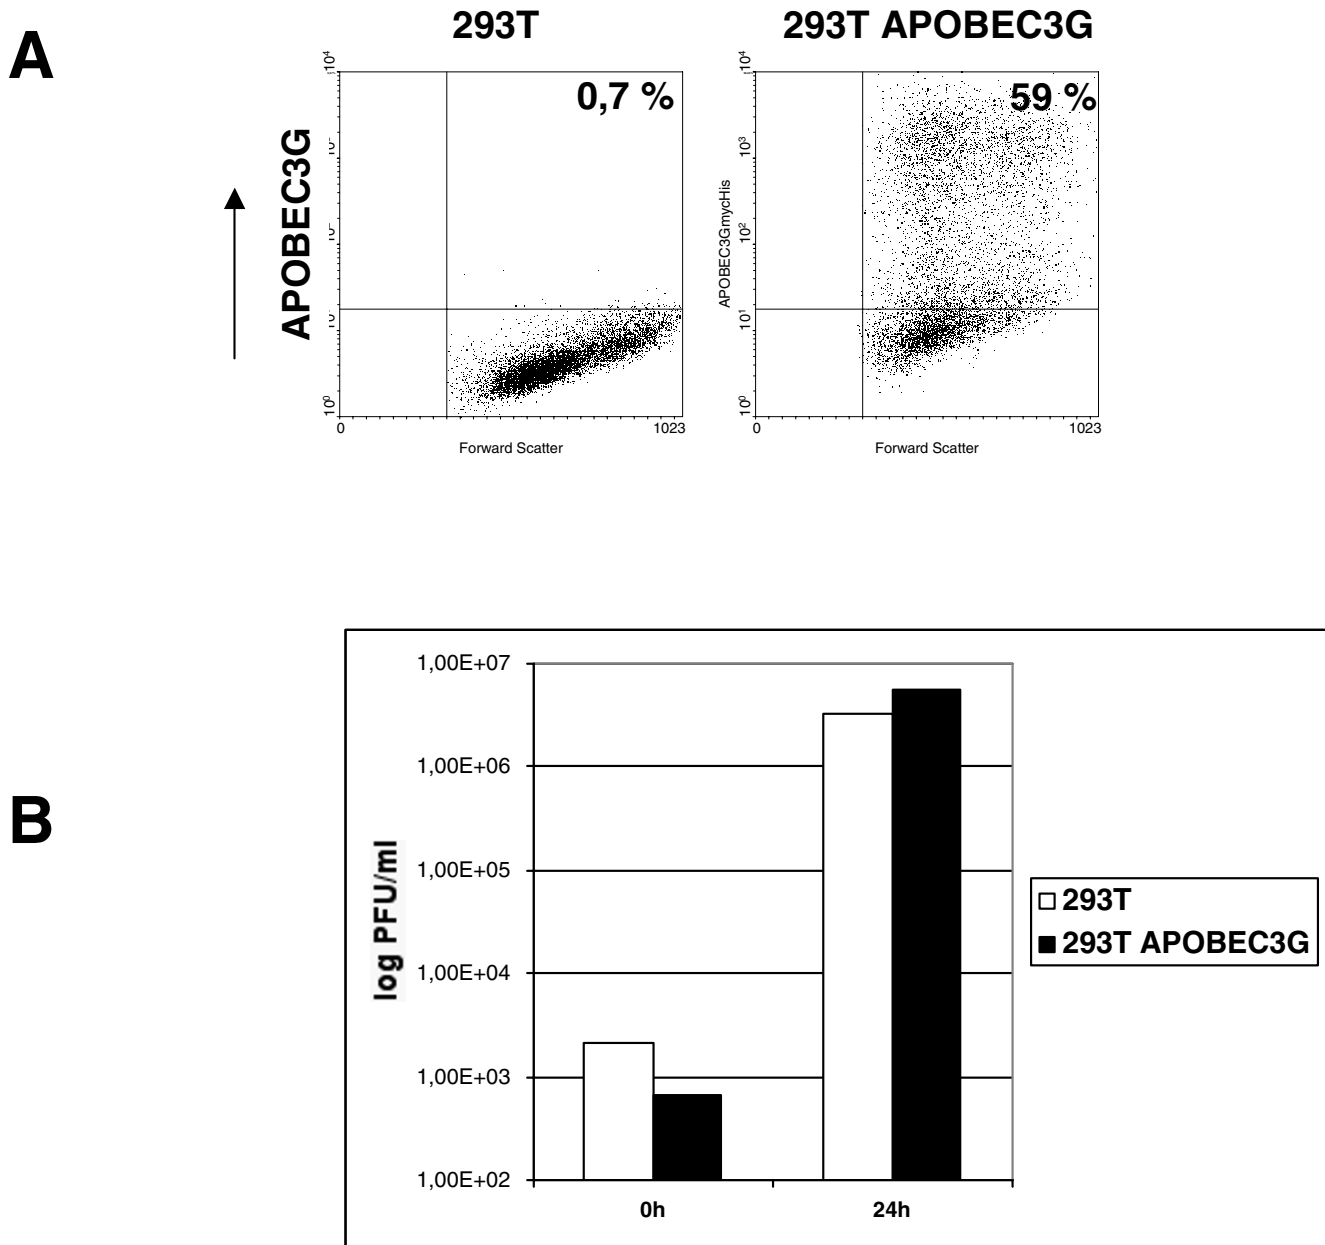 A
293T
293T APOBEC3G
0,7 %
59 %
APOBEC3G
10⁰
0
1023
Forward Scatter
APOBEC3GmycHis
10⁴
10³
10²
10¹
10⁰
0
1023
Forward Scatter
B
log PFU/ml
1,00E+07
1,00E+06
1,00E+05
1,00E+04
1,00E+03
1,00E+02
0h
24h
293T
293T APOBEC3G